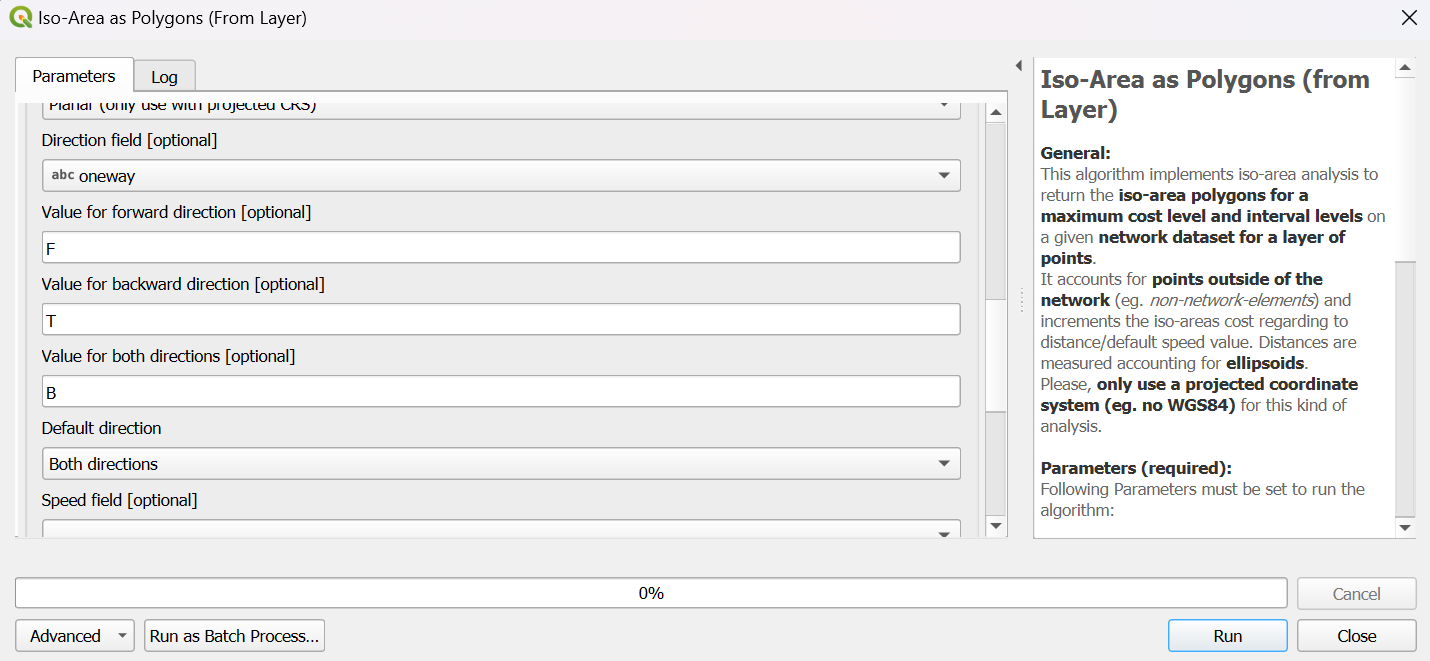 Iso-Area as Polygons (From Layer)
Parameters
Log
Planar (only use with projected CRS)
Direction field [optional]
abc oneway
Value for forward direction [optional]
F
Value for backward direction [optional]
T
Value for both directions [optional]
B
Default direction
Both directions
Speed field [optional]
Iso-Area as Polygons (from
Layer)
General:
This algorithm implements iso-area analysis to
return the iso-area polygons for a
maximum cost level and interval levels on
a given network dataset for a layer of
points.
It accounts for points outside of the
network (eg. non-network-elements) and
increments the iso-areas cost regarding to
distance/default speed value. Distances are
measured accounting for ellipsoids.
Please, only use a projected coordinate
system (eg. no WGS84) for this kind of
analysis.
Parameters (required):
Following Parameters must be set to run the
algorithm:
0%
Cancel
Advanced
Run as Batch Process...
Run
Close